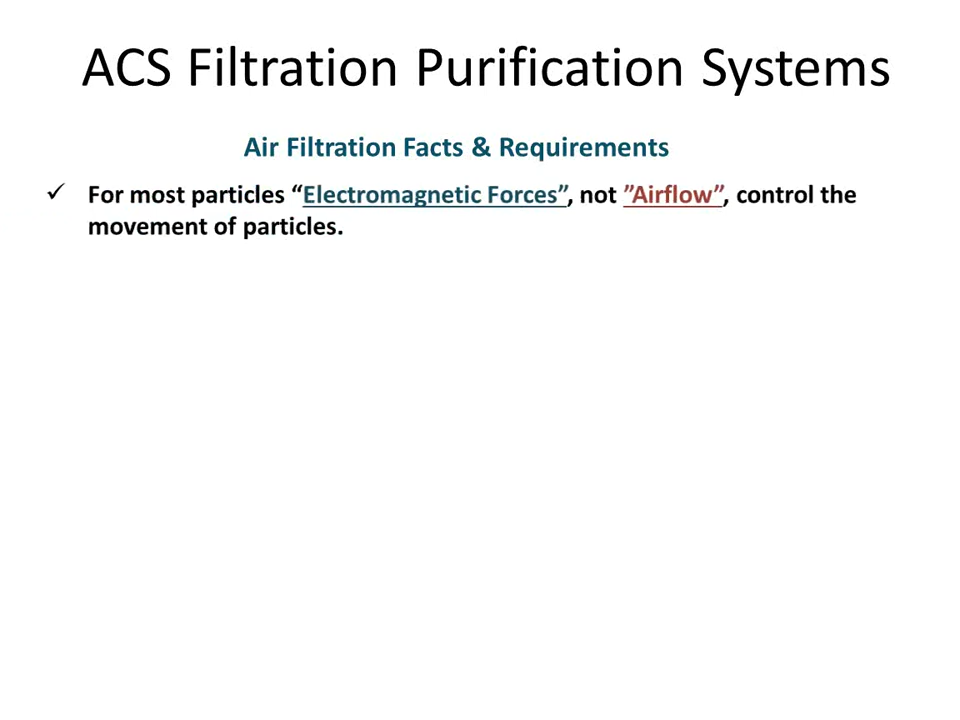 ACS Filtration Purification Systems
Air Filtration Facts & Requirements
✓ For most particles “Electromagnetic Forces”, not ”Airflow”, control the
movement of particles.